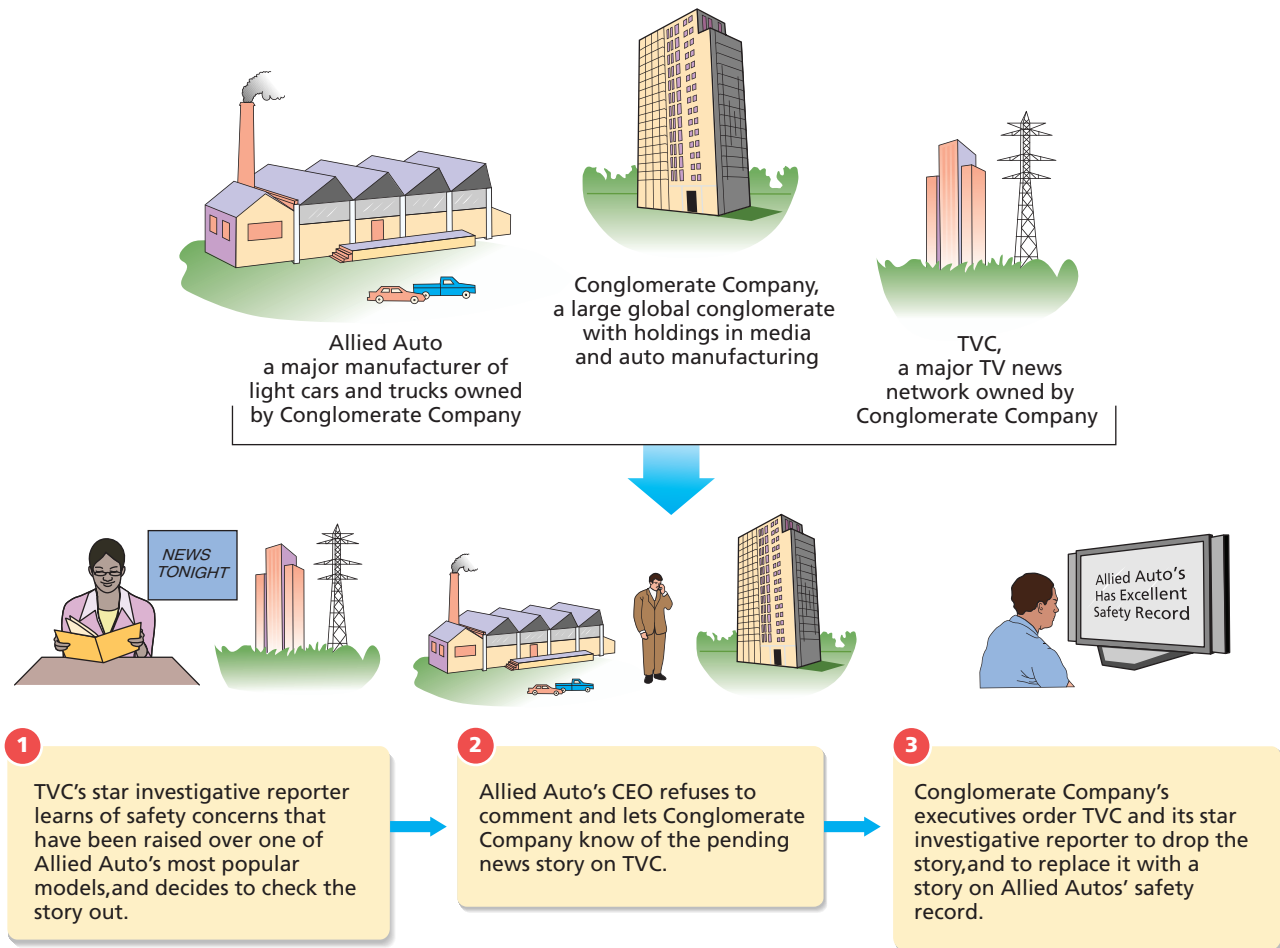 Allied Auto
a major manufacturer of
light cars and trucks owned
by Conglomerate Company
Conglomerate Company,
a large global conglomerate
with holdings in media
and auto manufacturing
TVC,
a major TV news
network owned by
Conglomerate Company
NEWS
TONIGHT
Allied Auto's
Has Excellent
Safety Record
1
TVC's star investigative reporter
learns of safety concerns that
have been raised over one of
Allied Auto's most popular
models,and decides to check the
story out.
2
Allied Auto's CEO refuses to
comment and lets Conglomerate
Company know of the pending
news story on TVC.
3
Conglomerate Company's
executives order TVC and its star
investigative reporter to drop the
story,and to replace it with a
story on Allied Autos' safety
record.